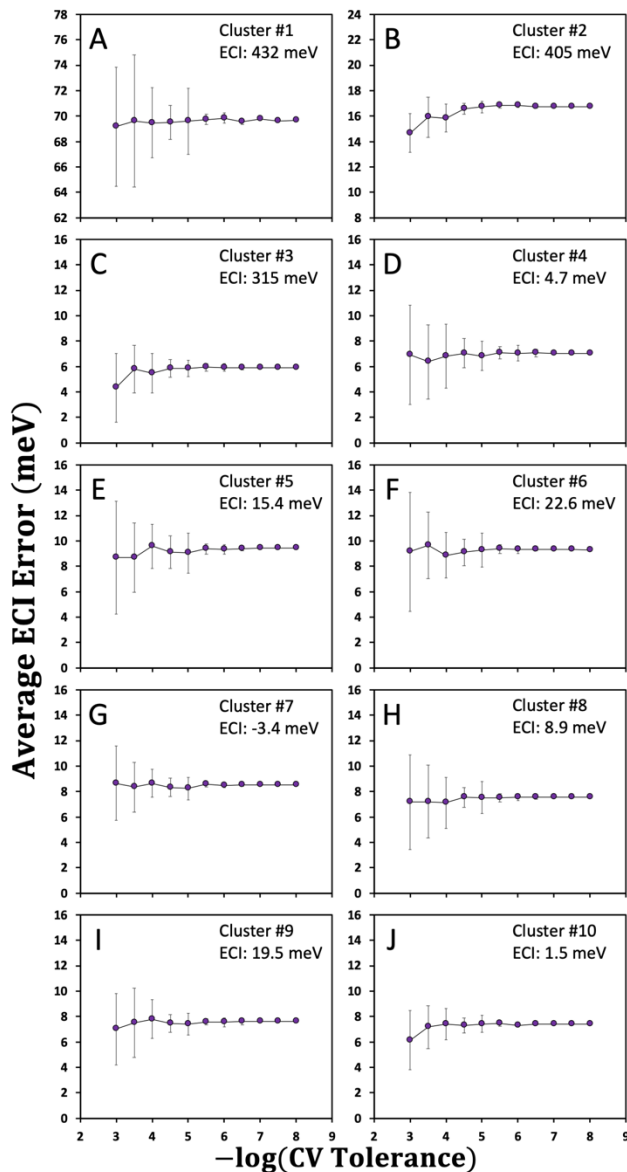 Average ECI Error (meV)
A
Cluster #1
ECI: 432 meV
78
76
74
72
70
68
66
64
62
B
Cluster #2
ECI: 405 meV
24
22
20
18
16
14
12
10
8
C
Cluster #3
ECI: 315 meV
16
14
12
10
8
6
4
2
0
D
Cluster #4
ECI: 4.7 meV
16
14
12
10
8
6
4
2
0
E
Cluster #5
ECI: 15.4 meV
16
14
12
10
8
6
4
2
0
F
Cluster #6
ECI: 22.6 meV
16
14
12
10
8
6
4
2
0
G
Cluster #7
ECI: -3.4 meV
16
14
12
10
8
6
4
2
0
H
Cluster #8
ECI: 8.9 meV
16
14
12
10
8
6
4
2
0
I
Cluster #9
ECI: 19.5 meV
16
14
12
10
8
6
4
2
0
2 3 4 5 6 7 8 9
J
Cluster #10
ECI: 1.5 meV
16
14
12
10
8
6
4
2
0
2 3 4 5 6 7 8 9
−log(CV Tolerance)